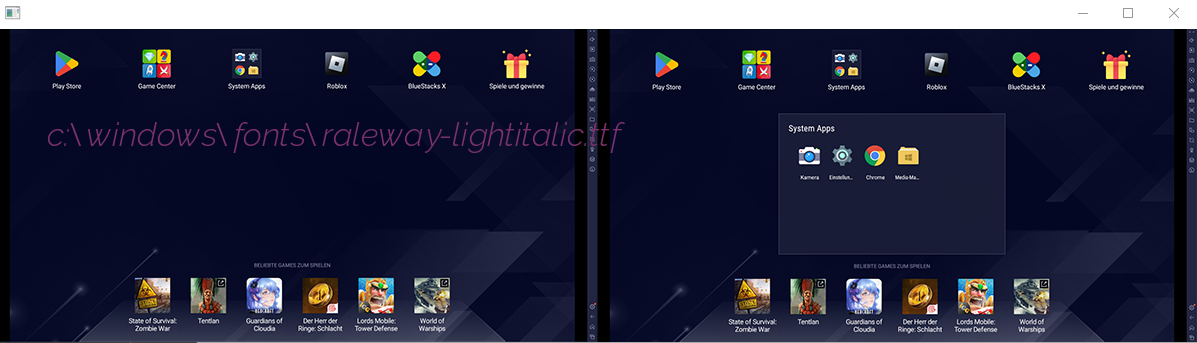 Play Store
Game Center
System Apps
Roblox
BlueStacks X
Spiele und gewinne
c:\windows\fonts\raleway-lightitalic.ttf
BELIEBTE GAMES ZUM SPIELEN
State of Survival:
Zombie War
Tentlan
Guardians of
Cloudia
Der Herr der
Ringe: Schlacht
Lords Mobile:
Tower Defense
World of
Warships
Play Store
Game Center
System Apps
Roblox
BlueStacks X
Spiele und gewinne
System Apps
Kamera
Einstellun...
Chrome
Media-Ma...
BELIEBTE GAMES ZUM SPIELEN
State of Survival:
Zombie War
Tentlan
Guardians of
Cloudia
Der Herr der
Ringe: Schlacht
Lords Mobile:
Tower Defense
World of
Warships